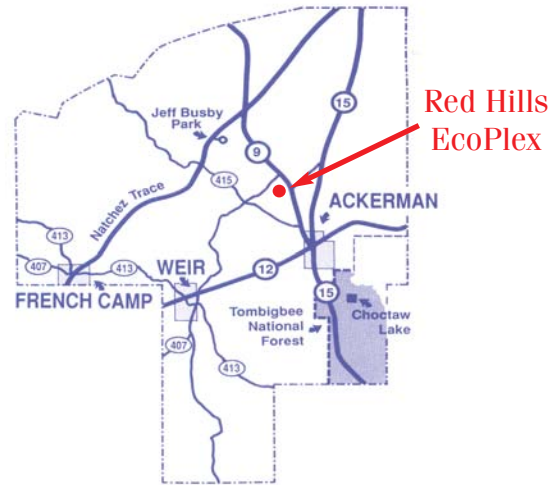 15
Red Hills
EcoPlex
Jeff Busby
Park
9
415
Natchez Trace
ACKERMAN
413
407
413
WEIR
12
FRENCH CAMP
15
Tombigbee
National
Forest
Choctaw
Lake
407
413